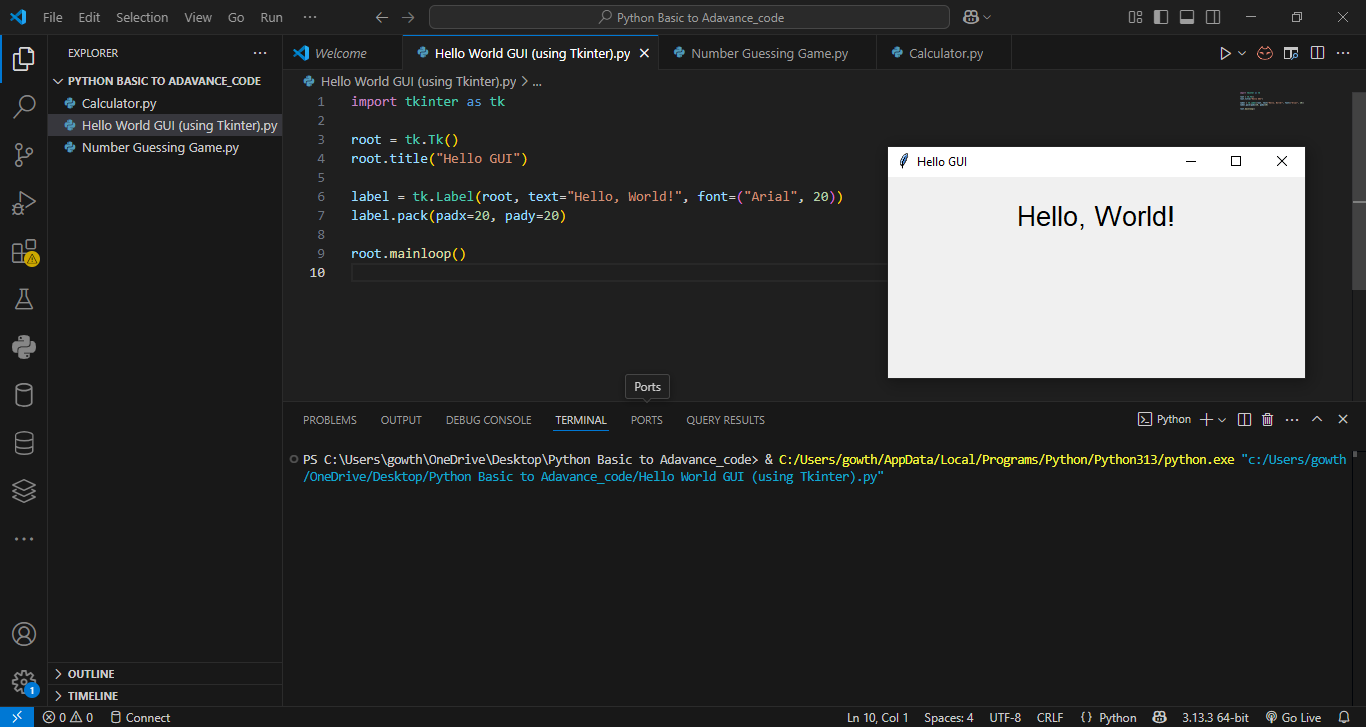 File Edit Selection View Go Run ···
Python Basic to Adavance_code
EXPLORER
PYTHON BASIC TO ADAVANCE_CODE
Calculator.py
Hello World GUI (using Tkinter).py
Number Guessing Game.py
OUTLINE
TIMELINE
Welcome
Hello World GUI (using Tkinter).py
Number Guessing Game.py
Calculator.py
Hello World GUI (using Tkinter).py > ...
1 import tkinter as tk
2
3 root = tk.Tk()
4 root.title("Hello GUI")
5
6 label = tk.Label(root, text="Hello, World!", font=("Arial", 20))
7 label.pack(padx=20, pady=20)
8
9 root.mainloop()
10
Hello GUI
Hello, World!
Ports
PROBLEMS OUTPUT DEBUG CONSOLE TERMINAL PORTS QUERY RESULTS
Python
PS C:\Users\gowth\OneDrive\Desktop\Python Basic to Adavance_code> & C:/Users/gowth/AppData/Local/Programs/Python/Python313/python.exe "c:/Users/gowth
/OneDrive/Desktop/Python Basic to Adavance_code/Hello World GUI (using Tkinter).py"
1
0 0 Connect
Ln 10, Col 1 Spaces: 4 UTF-8 CRLF {} Python 3.13.3 64-bit Go Live